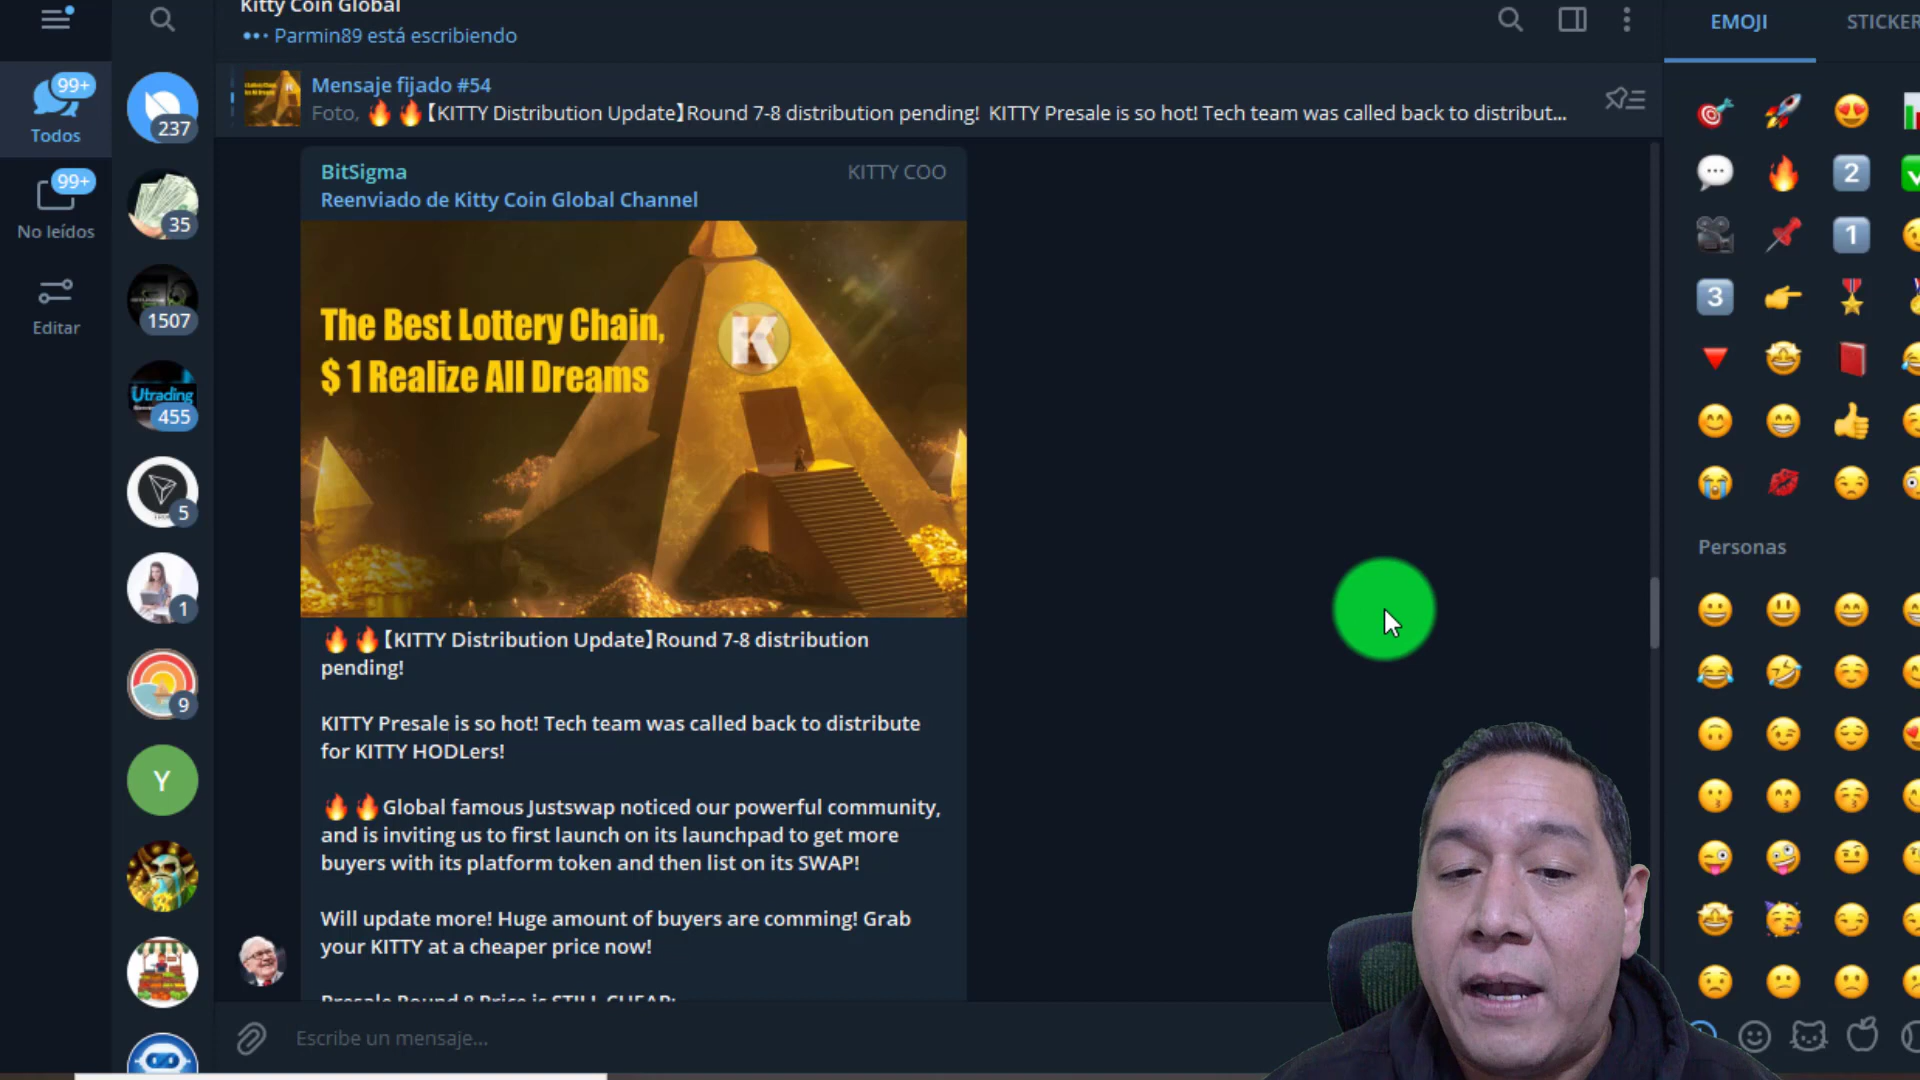 Kitty Coin Global
Parmin89 está escribiendo
EMOJI
STICKER
99+
Todos
237
Mensaje fijado #54
Foto, 🔥 🔥【KITTY Distribution Update】Round 7-8 distribution pending! KITTY Presale is so hot! Tech team was called back to distribut...
99+
No leídos
35
BitSigma
KITTY COO
Reenviado de Kitty Coin Global Channel
Editar
1507
The Best Lottery Chain,
$ 1 Realize All Dreams
K
Utrading
455
5
1
9
Y
2
1
3
Personas
🔥 🔥【KITTY Distribution Update】Round 7-8 distribution
pending!
KITTY Presale is so hot! Tech team was called back to distribute
for KITTY HODLers!
🔥 🔥Global famous Justswap noticed our powerful community,
and is inviting us to first launch on its launchpad to get more
buyers with its platform token and then list on its SWAP!
Will update more! Huge amount of buyers are comming! Grab
your KITTY at a cheaper price now!
Presale Round 8 Price is STILL CHEAP:
Escribe un mensaje...